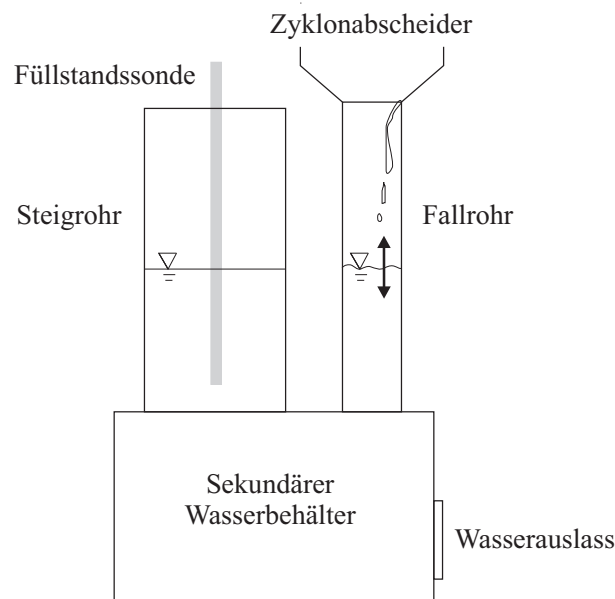 Zyklonabscheider
Füllstandssonde
Steigrohr
Fallrohr
Sekundärer
Wasserbehälter
Wasserauslass